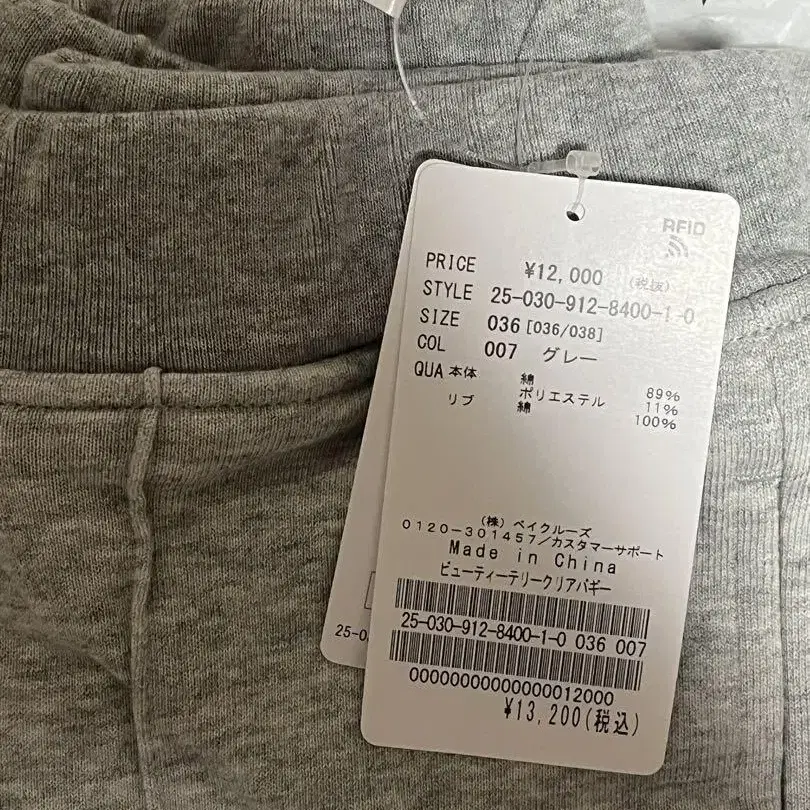 RFID
PRICE ¥12,000 (税抜)
STYLE 25-030-912-8400-1-0
SIZE 036 [036/038]
COL 007 グレー
QUA 本体 綿 89%
ポリエステル 11%
リブ 綿 100%
(株) ベイクルーズ
0120-301457/カスタマーサポート
Made in China
ビューティーテリークリアバギー
25-030-912-8400-1-0 036 007
00000000000000012000
¥13,200(税込)
25-0